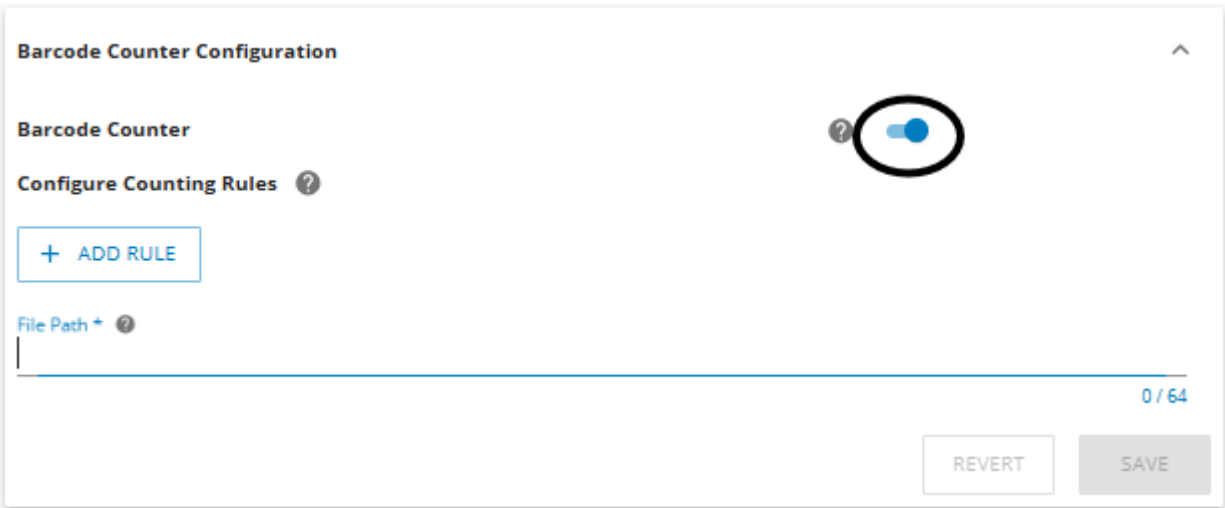 Barcode Counter Configuration
Barcode Counter ?
Configure Counting Rules ?
+ ADD RULE
File Path * ?
0 / 64
REVERT SAVE